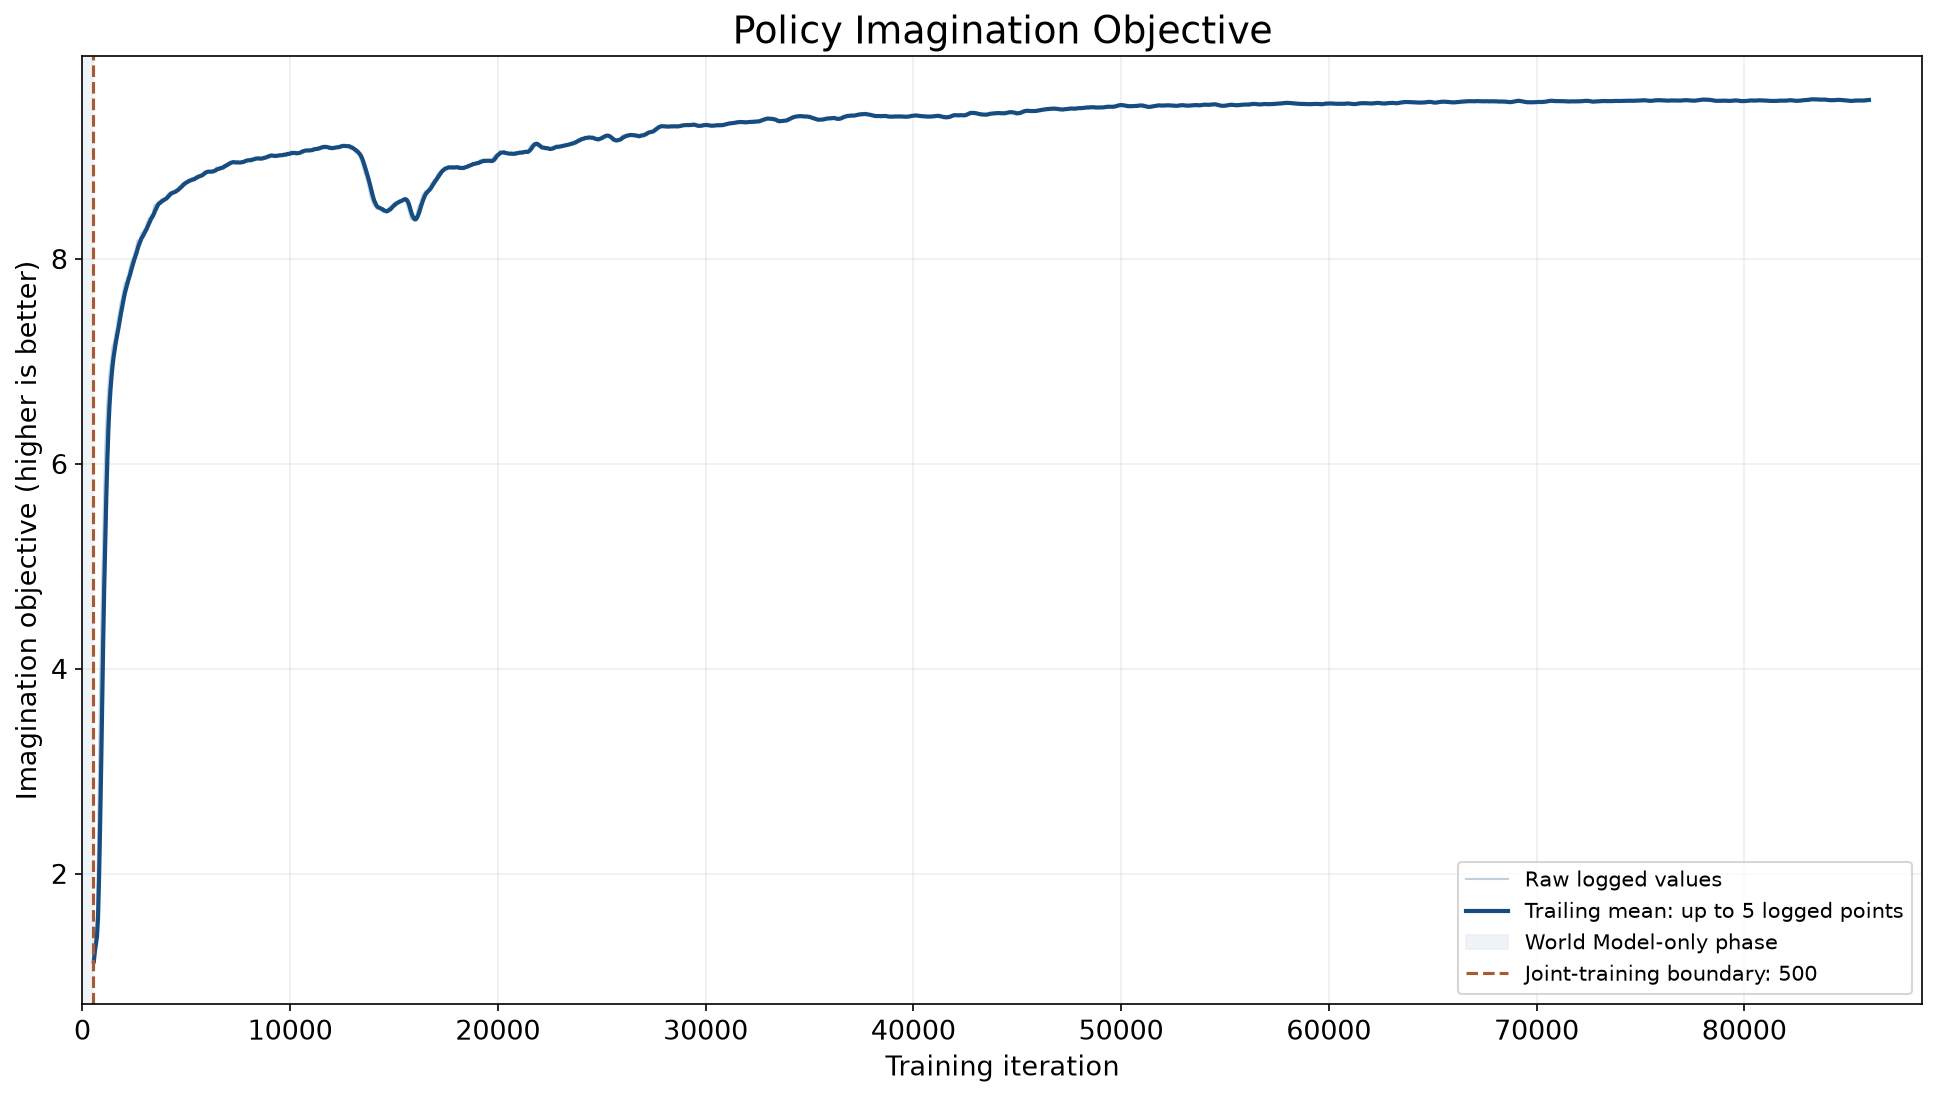 Policy Imagination Objective
Imagination objective (higher is better)
8
6
4
2
0
10000
20000
30000
40000
50000
60000
70000
80000
Training iteration
Raw logged values
Trailing mean: up to 5 logged points
World Model-only phase
Joint-training boundary: 500